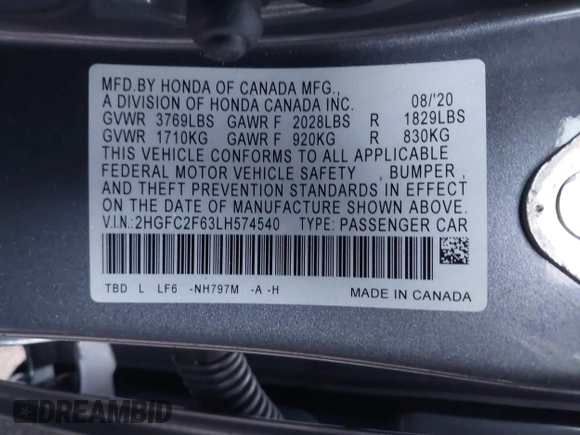 MFD.BY HONDA OF CANADA MFG.,
A DIVISION OF HONDA CANADA INC. 08/'20
GVWR 3769LBS GAWR F 2028LBS R 1829LBS
GVWR 1710KG GAWR F 920KG R 830KG
THIS VEHICLE CONFORMS TO ALL APPLICABLE
FEDERAL MOTOR VEHICLE SAFETY , BUMPER ,
AND THEFT PREVENTION STANDARDS IN EFFECT
ON THE DATE OF MANUFACTURE SHOWN ABOVE.
V.I.N:2HGFC2F63LH574540 TYPE: PASSENGER CAR
TBD L LF6 -NH797M -A -H
MADE IN CANADA
DREAMBID